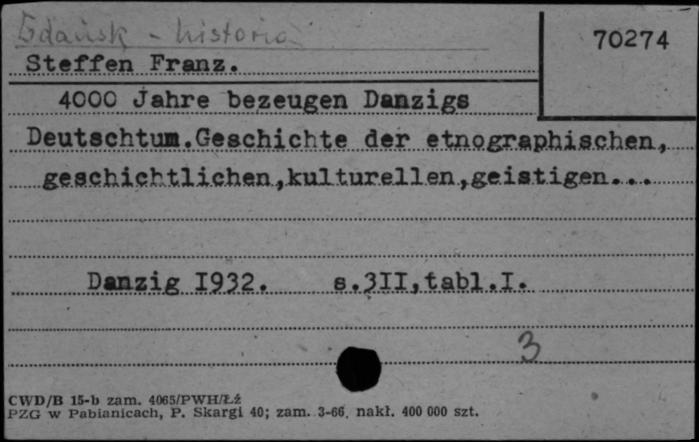 Gdańsk - historia
70274
Steffen Franz.
4000 Jahre bezeugen Danzigs
Deutschtum.Geschichte der etnographischen,
geschichtlichen,kulturellen,geistigen...
Danzig I932. s.3II,tabl.I.
3
CWD/B 15-b zam. 4065/PWH/Łź
PZG w Pabianicach, P. Skargi 40; zam. 3-66. nakł. 400 000 szt.